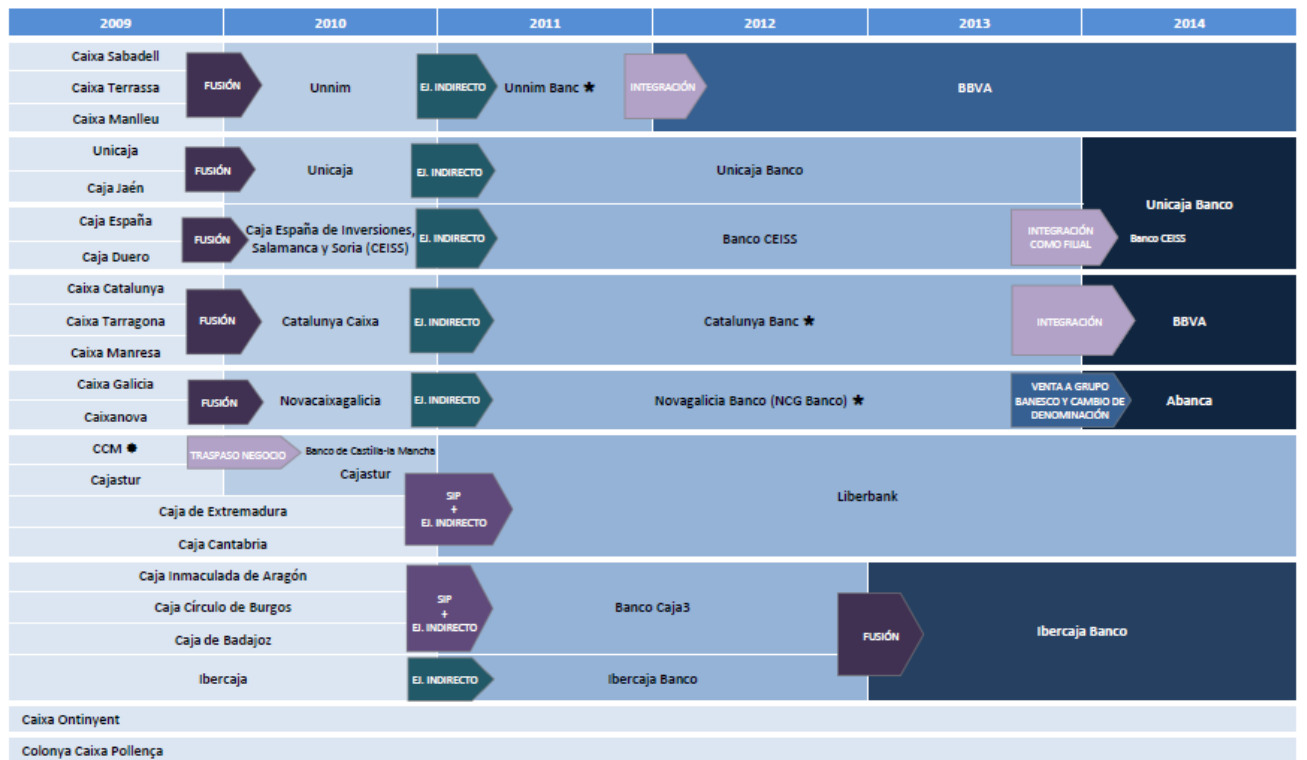 2009 2010 2011 2012 2013 2014
Caixa Sabadell
Caixa Terrassa
Caixa Manlleu
FUSIÓN
Unnim
EJ. INDIRECTO
Unnim Banc ★
INTEGRACIÓN
BBVA
Unicaja
Caja Jaén
FUSIÓN
Unicaja
EJ. INDIRECTO
Unicaja Banco
Caja España
Caja Duero
FUSIÓN
Caja España de Inversiones,
Salamanca y Soria (CEISS)
EJ. INDIRECTO
Banco CEISS
INTEGRACIÓN
COMO FILIAL
Unicaja Banco
Banco CEISS
Caixa Catalunya
Caixa Tarragona
Caixa Manresa
FUSIÓN
Catalunya Caixa
EJ. INDIRECTO
Catalunya Banc ★
INTEGRACIÓN
BBVA
Caixa Galicia
Caixanova
FUSIÓN
Novacaixagalicia
EJ. INDIRECTO
Novagalicia Banco (NCG Banco) ★
VENTA A GRUPO
BANESCO Y CAMBIO DE
DENOMINACIÓN
Abanca
CCM ✹
Cajastur
TRASPASO NEGOCIO
Banco de Castilla-la Mancha
Cajastur
Caja de Extremadura
Caja Cantabria
SIP
+
EJ. INDIRECTO
Liberbank
Caja Inmaculada de Aragón
Caja Círculo de Burgos
Caja de Badajoz
SIP
+
EJ. INDIRECTO
Banco Caja3
Ibercaja
EJ. INDIRECTO
Ibercaja Banco
FUSIÓN
Ibercaja Banco
Caixa Ontinyent
Colonya Caixa Pollença